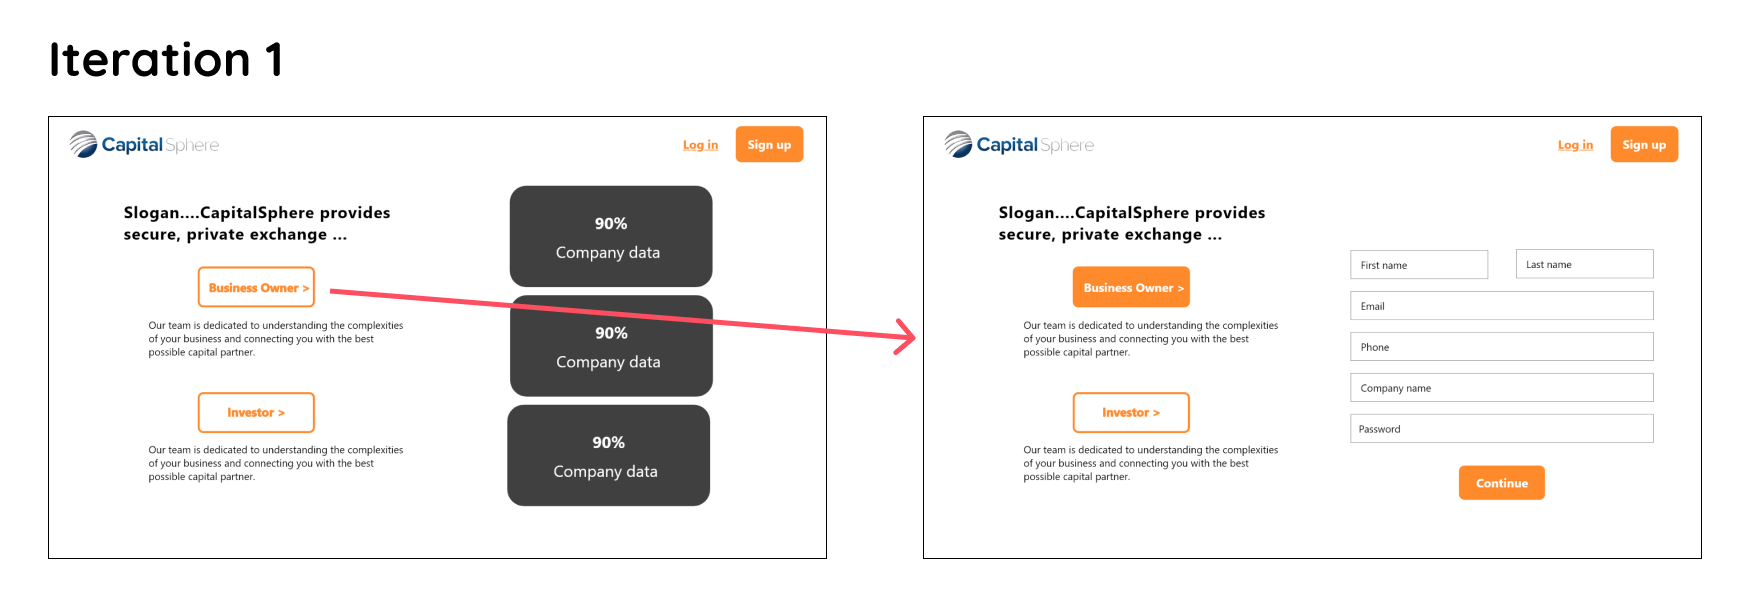 Iteration 1
CapitalSphere
Log in
Sign up
Slogan....CapitalSphere provides
secure, private exchange ...
Business Owner >
Our team is dedicated to understanding the complexities
of your business and connecting you with the best
possible capital partner.
Investor >
Our team is dedicated to understanding the complexities
of your business and connecting you with the best
possible capital partner.
90%
Company data
90%
Company data
90%
Company data
CapitalSphere
Log in
Sign up
Slogan....CapitalSphere provides
secure, private exchange ...
Business Owner >
Our team is dedicated to understanding the complexities
of your business and connecting you with the best
possible capital partner.
Investor >
Our team is dedicated to understanding the complexities
of your business and connecting you with the best
possible capital partner.
First name
Last name
Email
Phone
Company name
Password
Continue